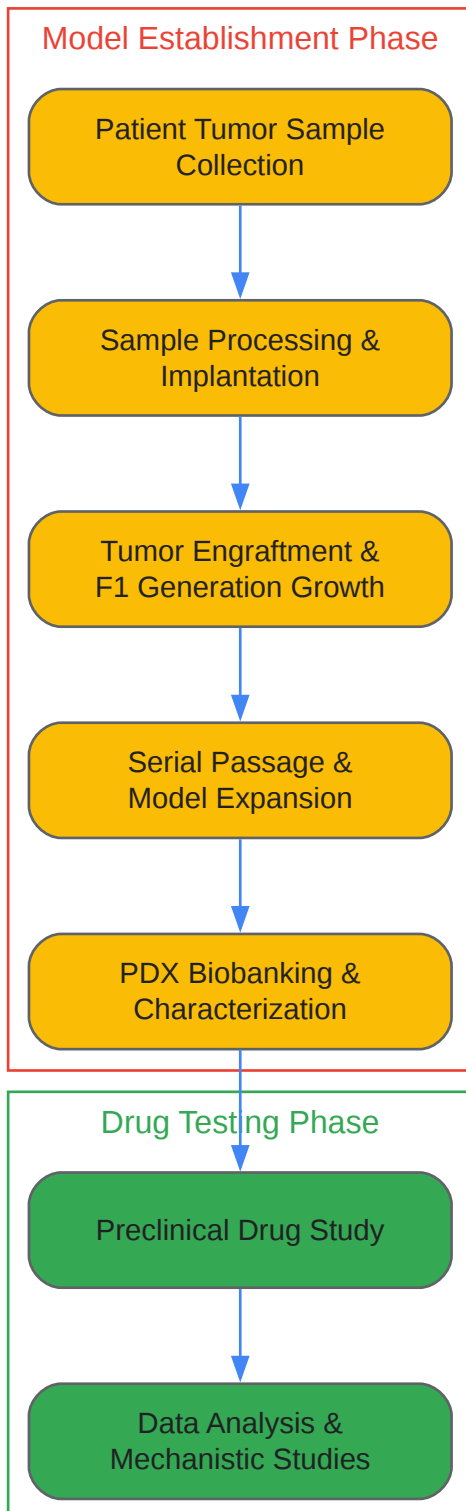 Model Establishment Phase
Patient Tumor Sample
Collection
Sample Processing &
Implantation
Tumor Engraftment &
F1 Generation Growth
Serial Passage &
Model Expansion
PDX Biobanking &
Characterization
Drug Testing Phase
Preclinical Drug Study
Data Analysis &
Mechanistic Studies